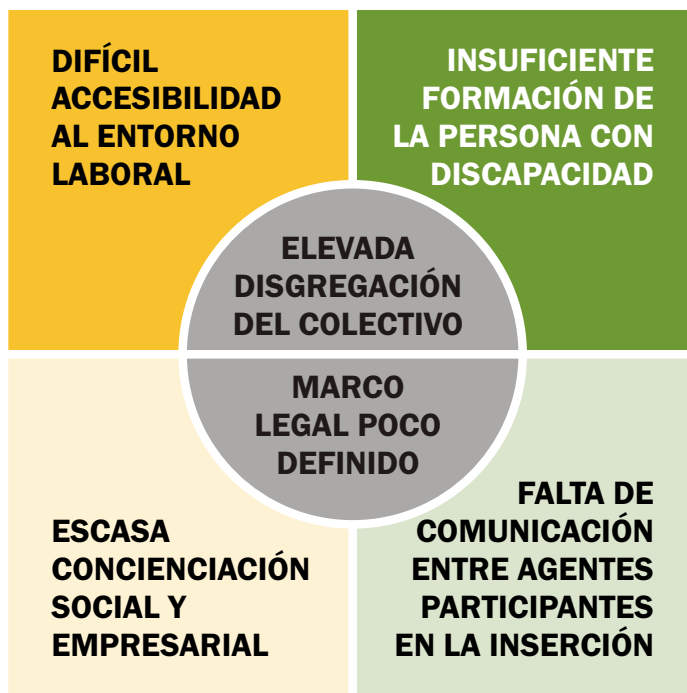 DIFÍCIL
ACCESIBILIDAD
AL ENTORNO
LABORAL
INSUFICIENTE
FORMACIÓN DE
LA PERSONA CON
DISCAPACIDAD
ELEVADA
DISGREGACIÓN
DEL COLECTIVO
MARCO
LEGAL POCO
DEFINIDO
ESCASA
CONCIENCIACIÓN
SOCIAL Y
EMPRESARIAL
FALTA DE
COMUNICACIÓN
ENTRE AGENTES
PARTICIPANTES
EN LA INSERCIÓN